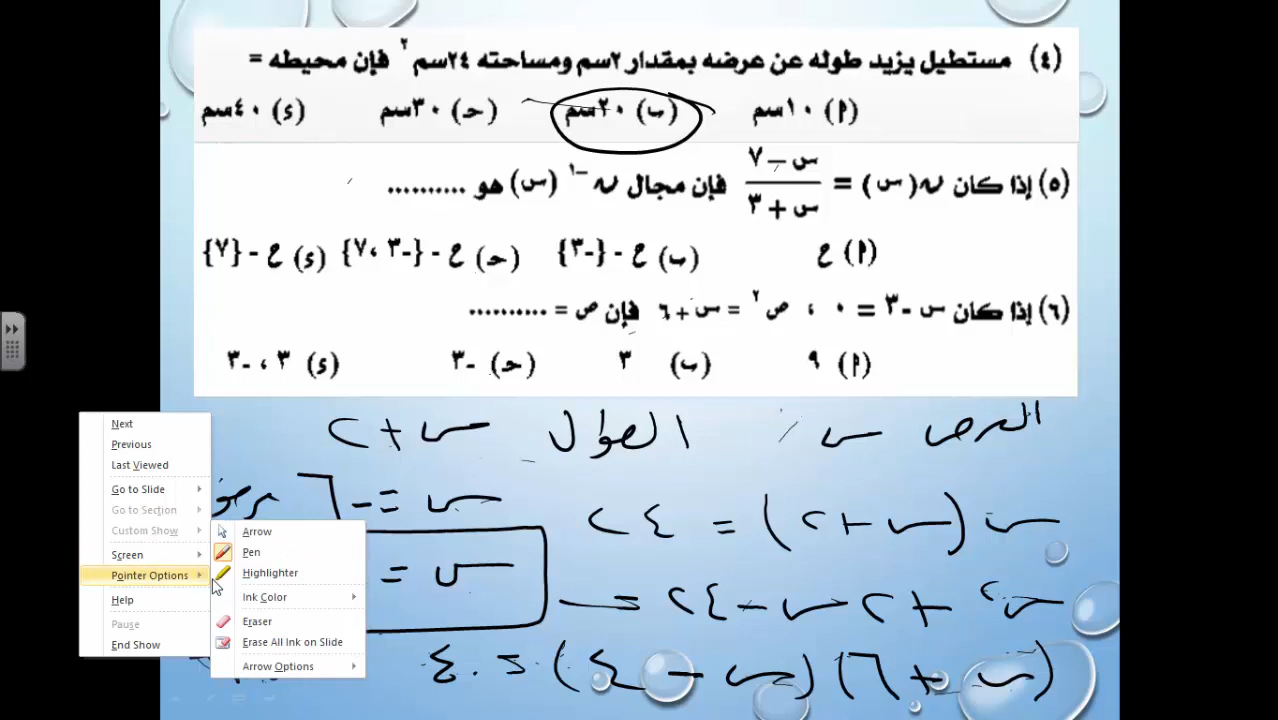 (٤) مستطيل يزيد طوله عن عرضه بمقدار ٢سم ومساحته ٢٤سم٢ فإن محيطه =
(١) ١٠سم (ب) ٢٠سم (حـ) ٣٠سم (ء) ٤٠سم
(٥) إذا كان ن(س) = (س – ٧)/(س + ٣) فإن مجال ن⁻¹(س) هو ..........
(١) ع (ب) ع - {-٣} (حـ) ع - {-٣، ٧} (ء) ع - {٧}
(٦) إذا كان س -٣ = ٠ ، ص٢ = س+٦ فإن ص = ..........
(١) ٩ (ب) ٣ (حـ) -٣ (ء) ٣ ، -٣
العرض س الطول س+٢
س(س+٢) = ٢٤
س = -٦
س٢ + ٢س - ٢٤ =
س =
(س + ٦)(س - ٤) =
Next
Previous
Last Viewed
Go to Slide
Go to Section
Custom Show
Screen
Pointer Options
Help
Pause
End Show
Arrow
Pen
Highlighter
Ink Color
Eraser
Erase All Ink on Slide
Arrow Options